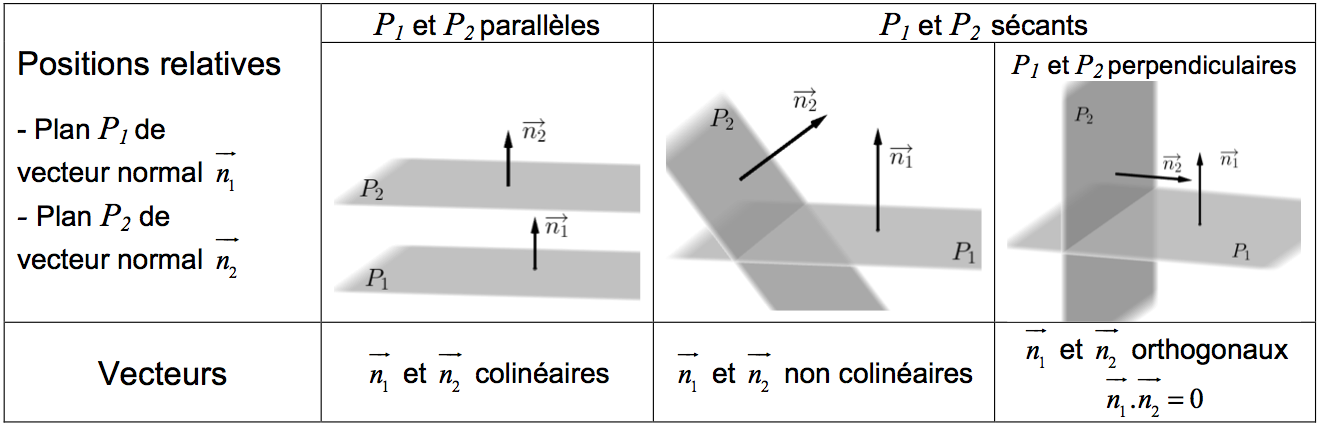 P₁ et P₂ parallèles
P₁ et P₂ sécants
Positions relatives
- Plan P₁ de
vecteur normal n₁⃗
- Plan P₂ de
vecteur normal n₂⃗
n₂⃗
P₂
n₁⃗
P₁
P₂
n₂⃗
n₁⃗
P₁
P₁ et P₂ perpendiculaires
P₂
n₂⃗
n₁⃗
P₁
Vecteurs
n₁⃗ et n₂⃗ colinéaires
n₁⃗ et n₂⃗ non colinéaires
n₁⃗ et n₂⃗ orthogonaux
n₁⃗.n₂⃗ = 0